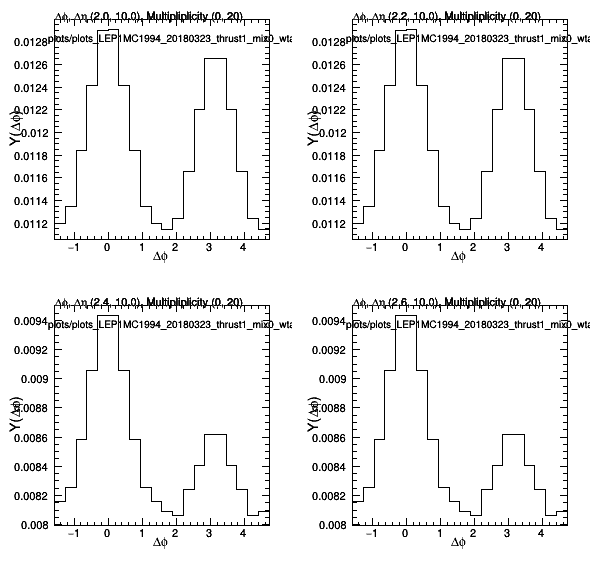 Δφ, Δη (2.0, 10.0), Multipliplicity (0, 20)
plots/plots_LEP1MC1994_20180323_thrust1_mix0_wta
0.0128
0.0126
0.0124
0.0122
0.012
0.0118
0.0116
0.0114
0.0112
Y(Δφ)
−1 0 1 2 3 4
Δφ
Δφ, Δη (2.2, 10.0), Multipliplicity (0, 20)
plots/plots_LEP1MC1994_20180323_thrust1_mix0_wta
0.0128
0.0126
0.0124
0.0122
0.012
0.0118
0.0116
0.0114
0.0112
Y(Δφ)
−1 0 1 2 3 4
Δφ
Δφ, Δη (2.4, 10.0), Multipliplicity (0, 20)
plots/plots_LEP1MC1994_20180323_thrust1_mix0_wta
0.0094
0.0092
0.009
0.0088
0.0086
0.0084
0.0082
0.008
Y(Δφ)
−1 0 1 2 3 4
Δφ
Δφ, Δη (2.6, 10.0), Multipliplicity (0, 20)
plots/plots_LEP1MC1994_20180323_thrust1_mix0_wta
0.0094
0.0092
0.009
0.0088
0.0086
0.0084
0.0082
0.008
Y(Δφ)
−1 0 1 2 3 4
Δφ